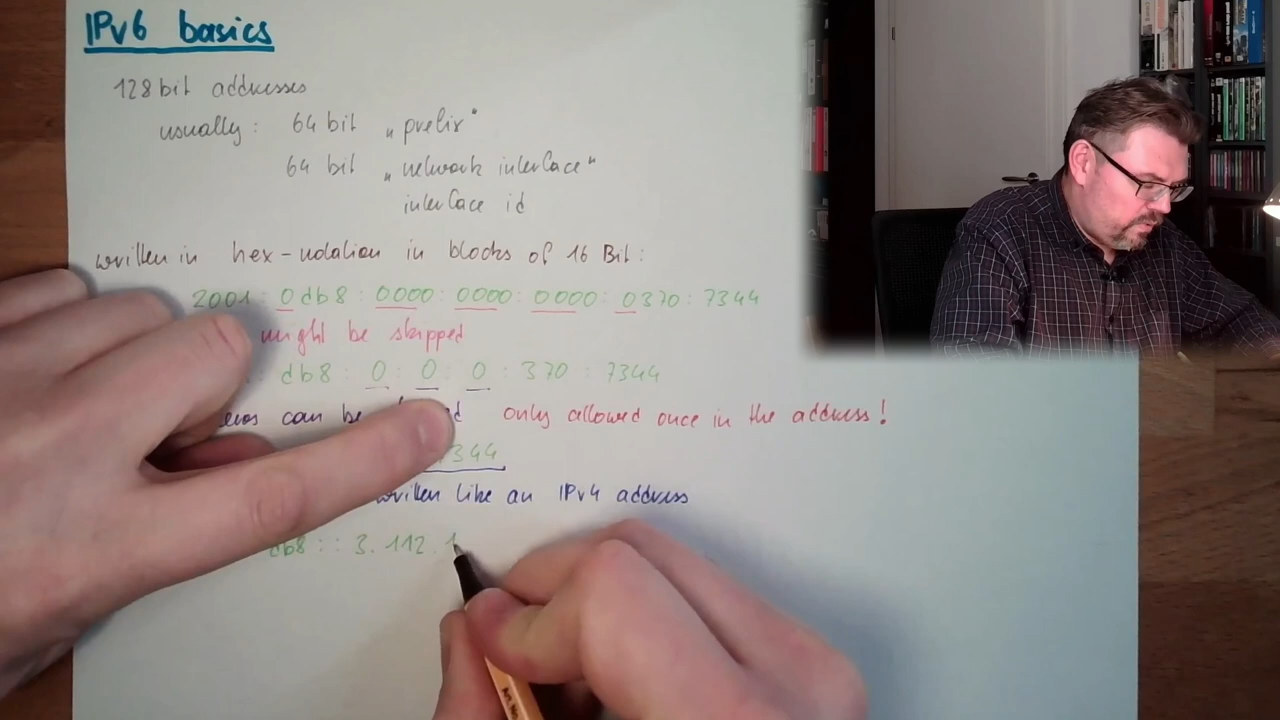 IPv6 basics
128 bit addresses
usually: 64 bit „prefix"
64 bit „network interface"
interface id
written in hex-notation in blocks of 16 Bit:
2001 : 0db8 : 0000 : 0000 : 0000 : 0370 : 7344
might be skipped
: db8 : 0 : 0 : 0 : 370 : 7344
can be only allowed once in the address!
7344
written like an IPv4 address
db8 : : 3.112.1